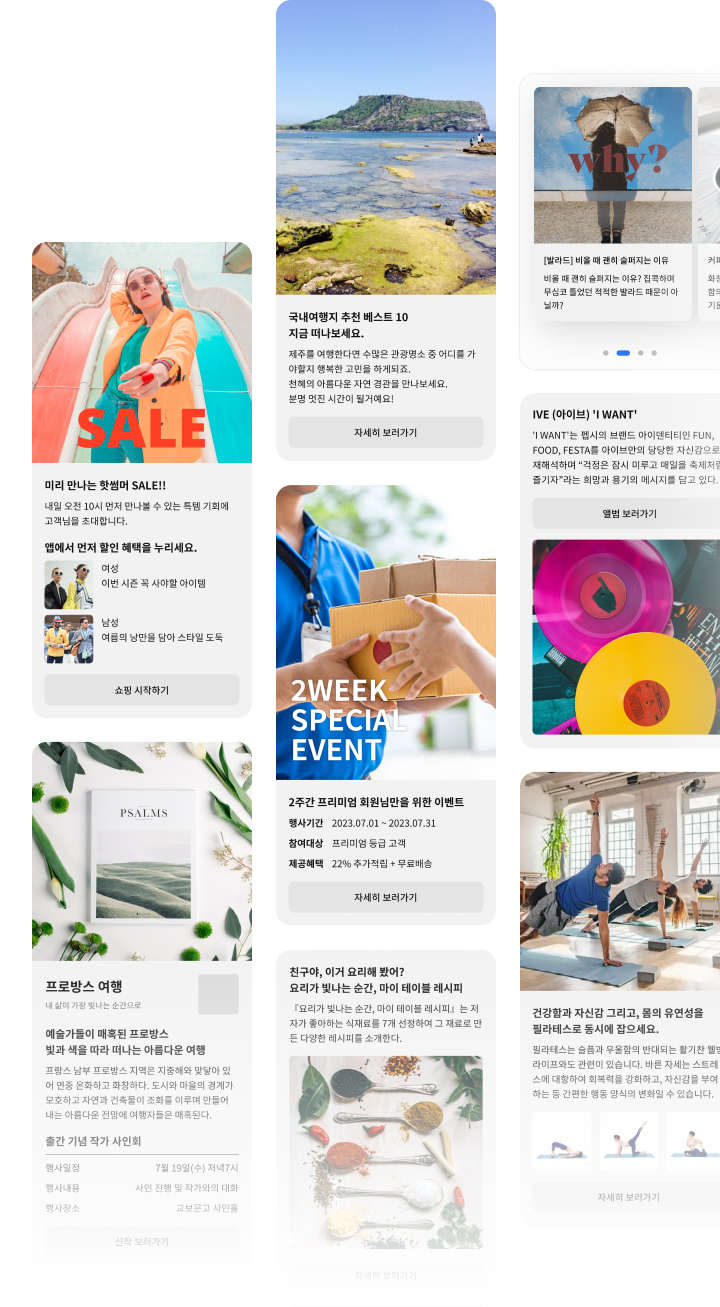 SALE
미리 만나는 핫썸머 SALE!!
내일 오전 10시 먼저 만나볼 수 있는 특템 기회에
고객님을 초대합니다.
앱에서 먼저 할인 혜택을 누리세요.
여성
이번 시즌 꼭 사야할 아이템
남성
여름의 낭만을 담아 스타일 도둑
쇼핑 시작하기
PSALMS
프로방스 여행
내 삶이 가장 빛나는 순간으로
예술가들이 매혹된 프로방스
빛과 색을 따라 떠나는 아름다운 여행
프랑스 남부 프로방스 지역은 지중해와 맞닿아 있
어 연중 온화하고 화창하다. 도시와 마을의 경계가
모호하고 자연과 건축물이 조화를 이루며 만들어
내는 아름다운 전망에 여행자들은 매혹된다.
출간 기념 작가 사인회
행사일정 7월 19일(수) 저녁7시
행사내용 사인 진행 및 작가와의 대화
행사장소 교보문고 사인홀
신작 보러가기
국내여행지 추천 베스트 10
지금 떠나보세요.
제주를 여행한다면 수많은 관광명소 중 어디를 가
야할지 행복한 고민을 하게되죠.
천혜의 아름다운 자연 경관을 만나보세요.
분명 멋진 시간이 될거예요!
자세히 보러가기
2WEEK
SPECIAL
EVENT
2주간 프리미엄 회원님만을 위한 이벤트
행사기간 2023.07.01 ~ 2023.07.31
참여대상 프리미엄 등급 고객
제공혜택 22% 추가적립 + 무료배송
자세히 보러가기
친구야, 이거 요리해 봤어?
요리가 빛나는 순간, 마이 테이블 레시피
『요리가 빛나는 순간, 마이 테이블 레시피』는 저
자가 좋아하는 식재료를 7개 선정하여 그 재료로 만
든 다양한 레시피를 소개한다.
자세히 보러가기
why?
[발라드] 비올 때 괜히 슬퍼지는 이유
비올 때 괜히 슬퍼지는 이유? 집콕하며
무심코 틀었던 적적한 발라드 때문이 아
닐까?
커피
화창
향의
기운
IVE (아이브) 'I WANT'
'I WANT'는 펩시의 브랜드 아이덴티티인 FUN,
FOOD, FESTA를 아이브만의 당당한 자신감으로
재해석하며 “걱정은 잠시 미루고 매일을 축제처럼
즐기자”라는 희망과 용기의 메시지를 담고 있다.
앨범 보러가기
건강함과 자신감 그리고, 몸의 유연성을
필라테스로 동시에 잡으세요.
필라테스는 슬픔과 우울함의 반대되는 활기찬 웰빙
라이프와도 관련이 있습니다. 바른 자세는 스트레
스에 대항하여 회복력을 강화하고, 자신감을 부여
하는 등 간편한 행동 양식의 변화일 수 있습니다.
자세히 보러가기